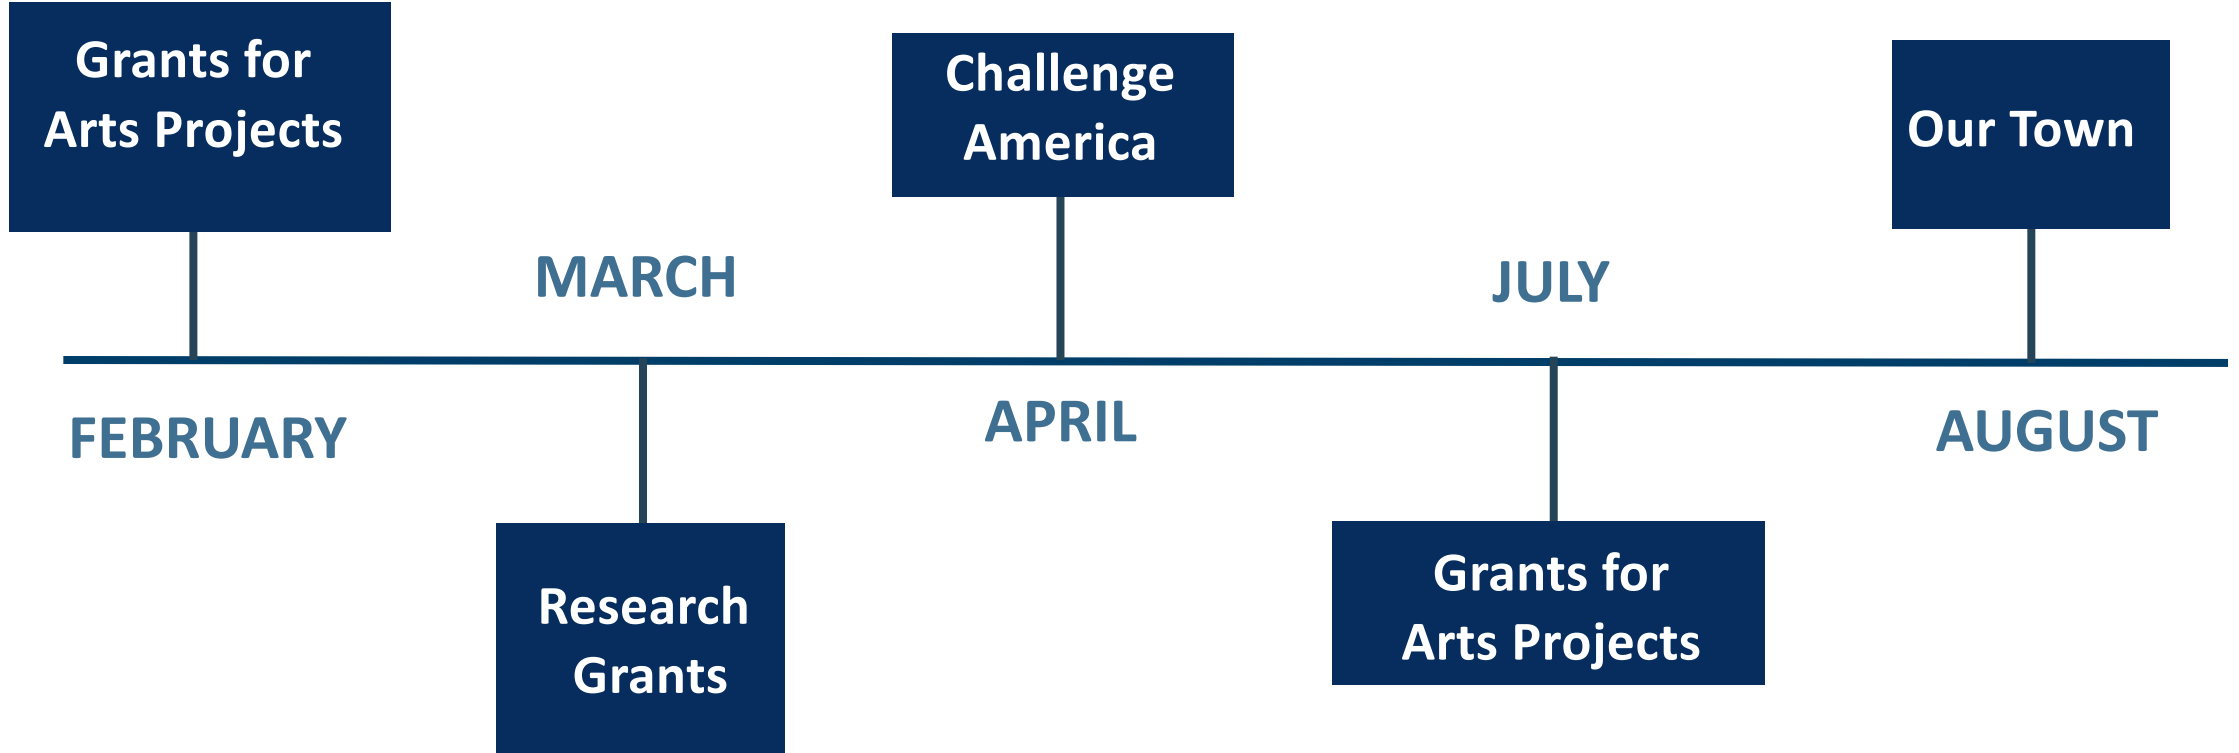 Grants for
Arts Projects
FEBRUARY
MARCH
Research
Grants
Challenge
America
APRIL
JULY
Grants for
Arts Projects
Our Town
AUGUST